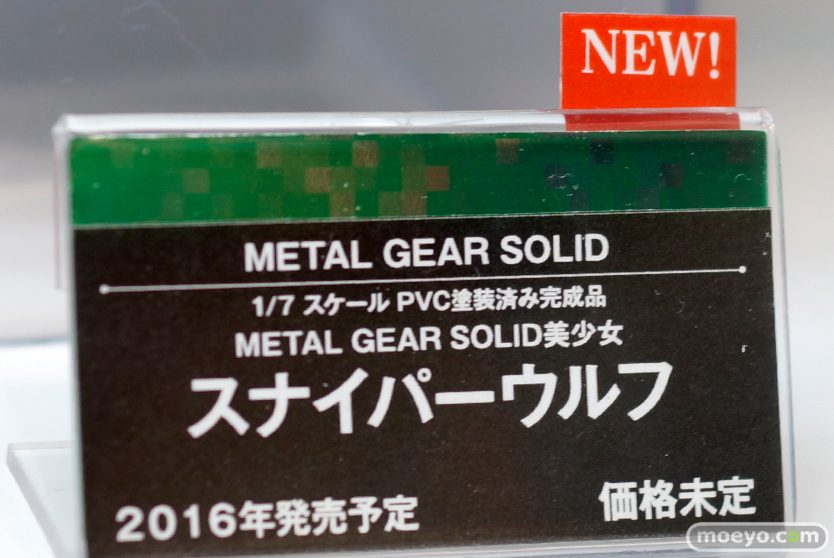 NEW!
METAL GEAR SOLID
1/7 スケール PVC塗装済み完成品
METAL GEAR SOLID美少女
スナイパーウルフ
2016年発売予定
価格未定
moeyo.com